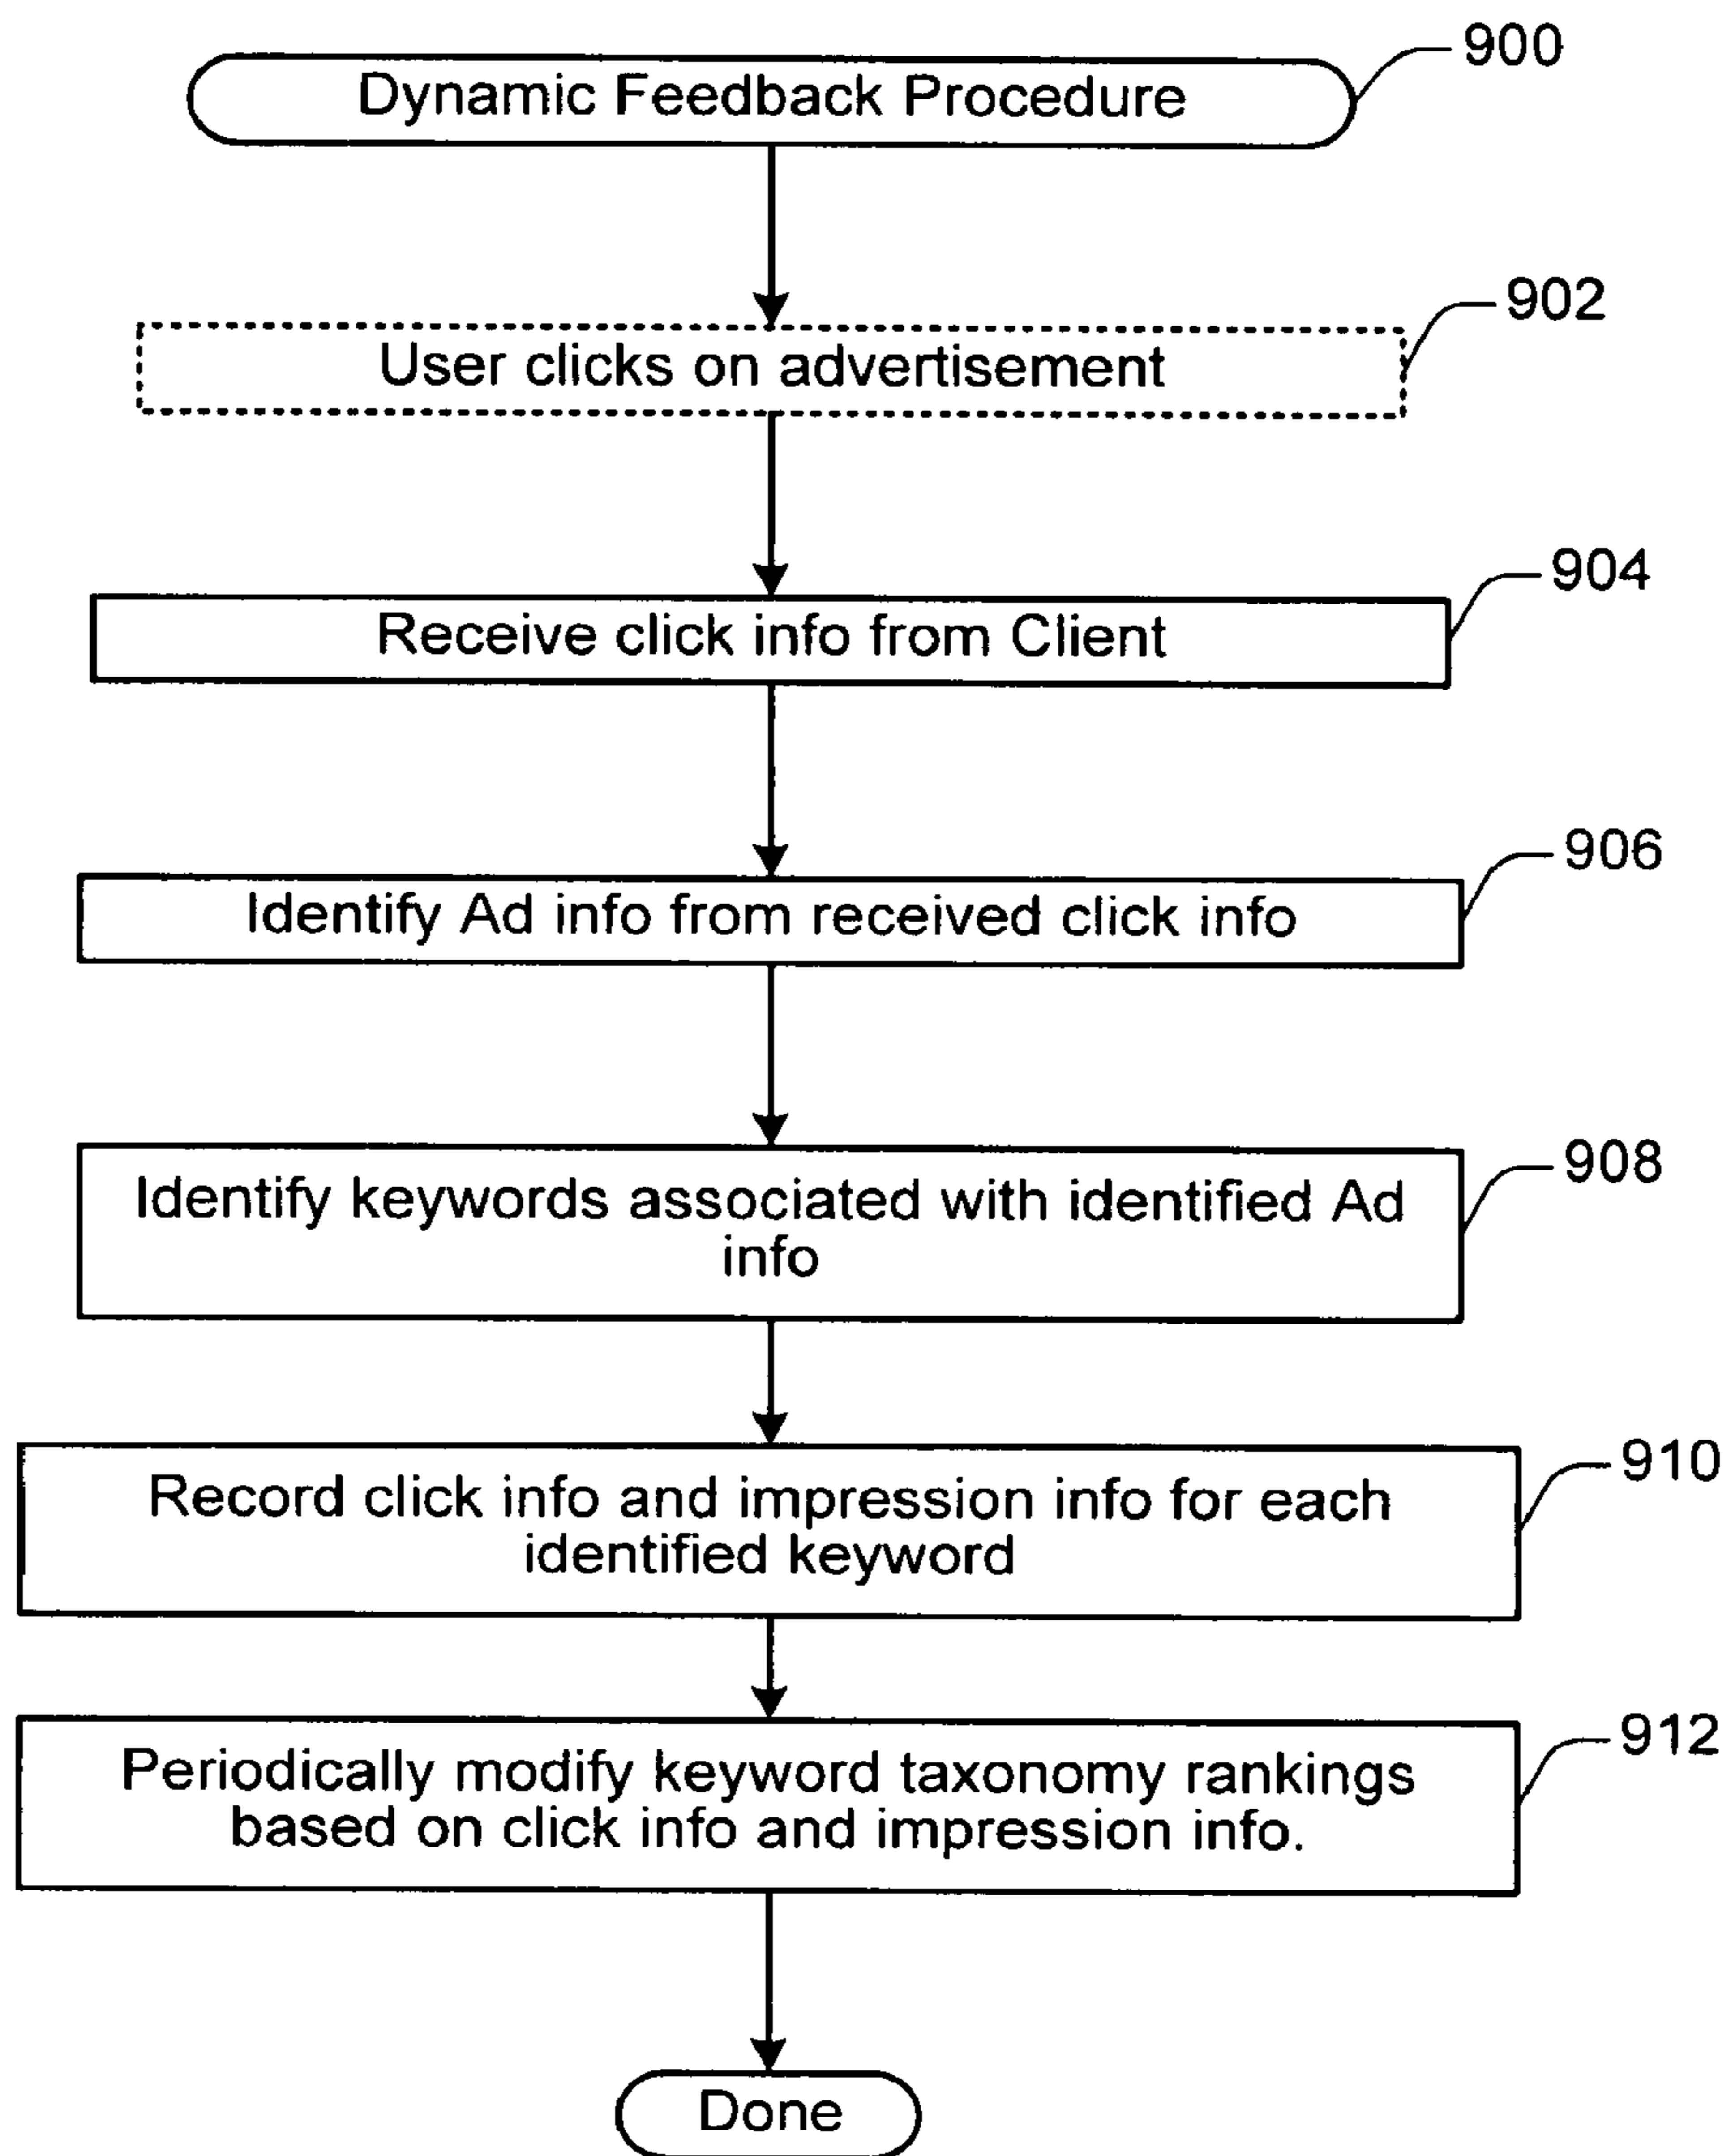 900
Dynamic Feedback Procedure
902
User clicks on advertisement
904
Receive click info from Client
906
Identify Ad info from received click info
908
Identify keywords associated with identified Ad
info
910
Record click info and impression info for each
identified keyword
912
Periodically modify keyword taxonomy rankings
based on click info and impression info.
Done